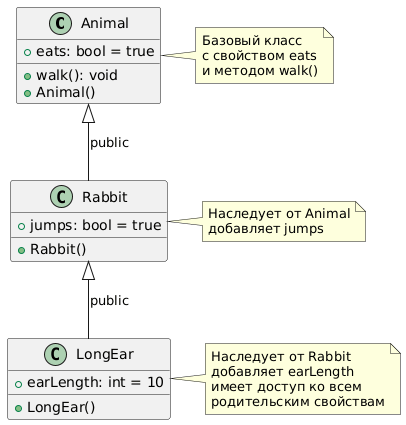 C Animal
eats: bool = true
walk(): void
Animal()
Базовый класс
с свойством eats
и методом walk()
public
C Rabbit
jumps: bool = true
Rabbit()
Наследует от Animal
добавляет jumps
public
C LongEar
earLength: int = 10
LongEar()
Наследует от Rabbit
добавляет earLength
имеет доступ ко всем
родительским свойствам